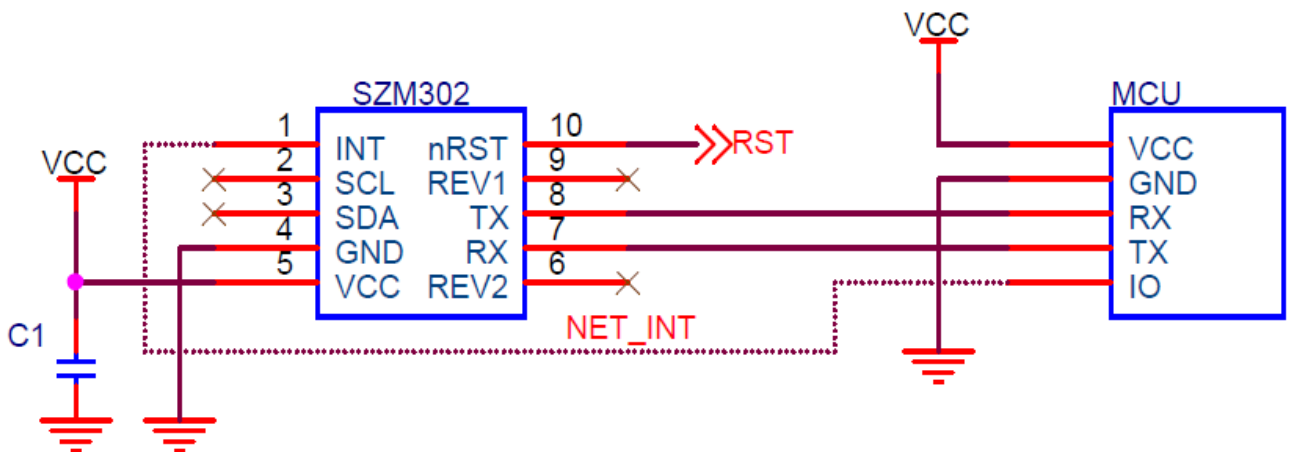 VCC
SZM302
MCU
1 INT nRST 10 RST VCC
VCC 2 SCL REV1 9 GND
3 SDA TX 8 RX
4 GND RX 7 TX
5 VCC REV2 6 IO
C1 NET_INT